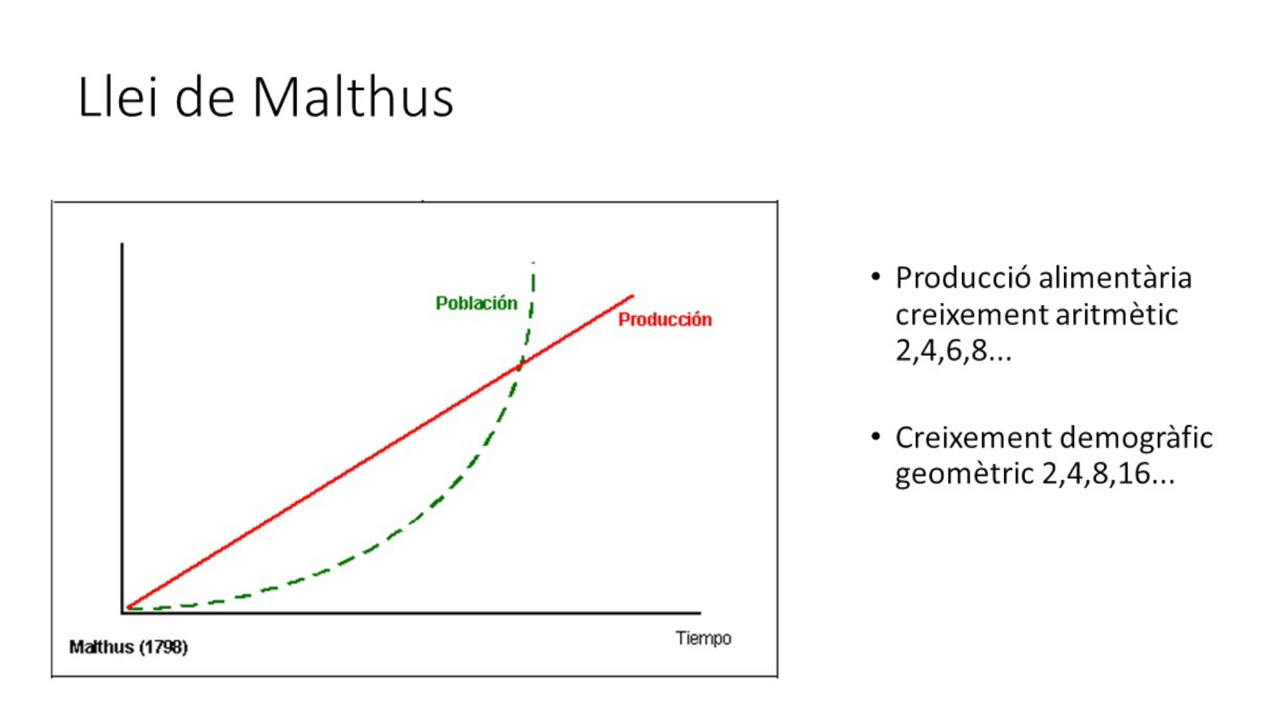 Llei de Malthus
Población
Producción
Malthus (1798)
Tiempo
• Producció alimentària
creixement aritmètic
2,4,6,8...
• Creixement demogràfic
geomètric 2,4,8,16...